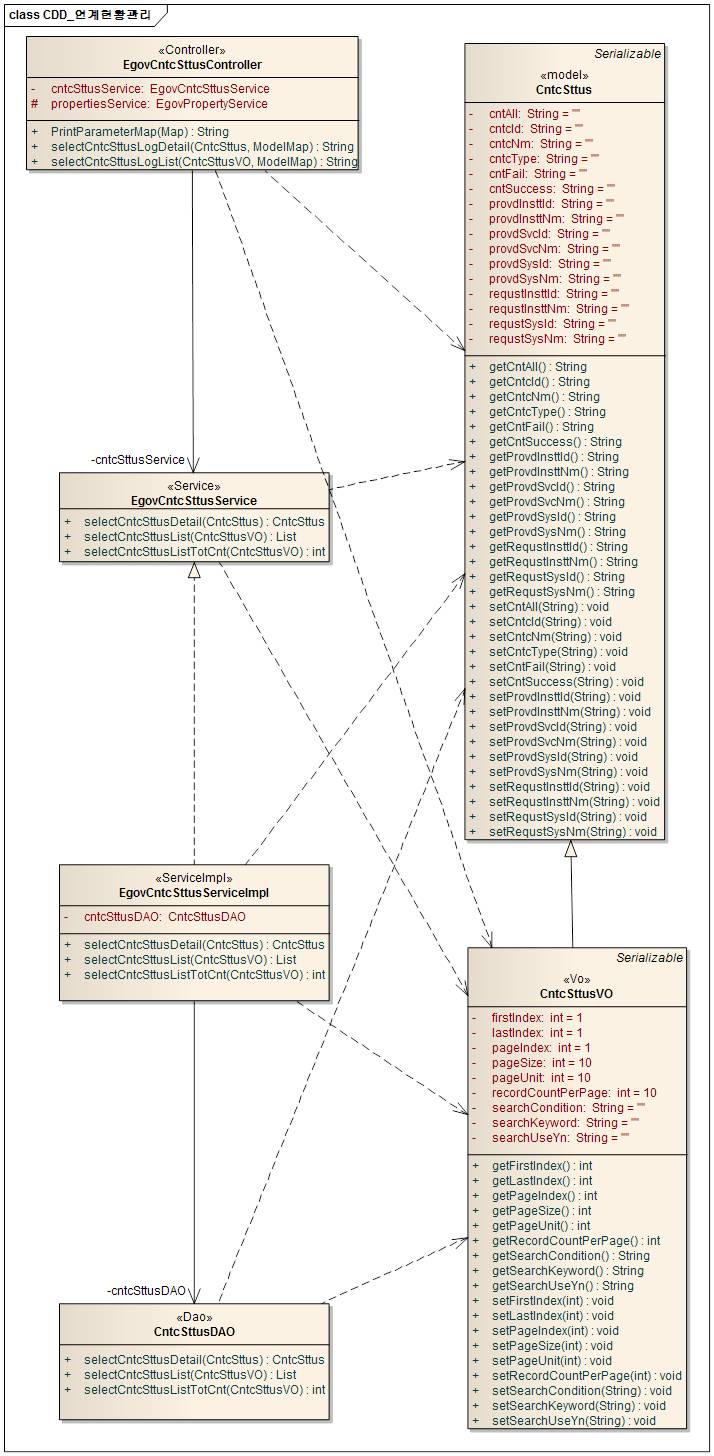 class CDD_연계현황관리
«Controller»
EgovCntcSttusController
- cntcSttusService: EgovCntcSttusService
# propertiesService: EgovPropertyService
+ PrintParameterMap(Map) : String
+ selectCntcSttusLogDetail(CntcSttus, ModelMap) : String
+ selectCntcSttusLogList(CntcSttusVO, ModelMap) : String
Serializable
«model»
CntcSttus
- cntAll: String = ""
- cntcId: String = ""
- cntcNm: String = ""
- cntcType: String = ""
- cntFail: String = ""
- cntSuccess: String = ""
- provdInsttId: String = ""
- provdInsttNm: String = ""
- provdSvcId: String = ""
- provdSvcNm: String = ""
- provdSysId: String = ""
- provdSysNm: String = ""
- requstInsttId: String = ""
- requstInsttNm: String = ""
- requstSysId: String = ""
- requstSysNm: String = ""
+ getCntAll() : String
+ getCntcId() : String
+ getCntcNm() : String
+ getCntcType() : String
+ getCntFail() : String
+ getCntSuccess() : String
+ getProvdInsttId() : String
+ getProvdInsttNm() : String
+ getProvdSvcId() : String
+ getProvdSvcNm() : String
+ getProvdSysId() : String
+ getProvdSysNm() : String
+ getRequstInsttId() : String
+ getRequstInsttNm() : String
+ getRequstSysId() : String
+ getRequstSysNm() : String
+ setCntAll(String) : void
+ setCntcId(String) : void
+ setCntcNm(String) : void
+ setCntcType(String) : void
+ setCntFail(String) : void
+ setCntSuccess(String) : void
+ setProvdInsttId(String) : void
+ setProvdInsttNm(String) : void
+ setProvdSvcId(String) : void
+ setProvdSvcNm(String) : void
+ setProvdSysId(String) : void
+ setProvdSysNm(String) : void
+ setRequstInsttId(String) : void
+ setRequstInsttNm(String) : void
+ setRequstSysId(String) : void
+ setRequstSysNm(String) : void
-cntcSttusService
«Service»
EgovCntcSttusService
+ selectCntcSttusDetail(CntcSttus) : CntcSttus
+ selectCntcSttusList(CntcSttusVO) : List
+ selectCntcSttusListTotCnt(CntcSttusVO) : int
«ServiceImpl»
EgovCntcSttusServiceImpl
- cntcSttusDAO: CntcSttusDAO
+ selectCntcSttusDetail(CntcSttus) : CntcSttus
+ selectCntcSttusList(CntcSttusVO) : List
+ selectCntcSttusListTotCnt(CntcSttusVO) : int
Serializable
«Vo»
CntcSttusVO
- firstIndex: int = 1
- lastIndex: int = 1
- pageIndex: int = 1
- pageSize: int = 10
- pageUnit: int = 10
- recordCountPerPage: int = 10
- searchCondition: String = ""
- searchKeyword: String = ""
- searchUseYn: String = ""
+ getFirstIndex() : int
+ getLastIndex() : int
+ getPageIndex() : int
+ getPageSize() : int
+ getPageUnit() : int
+ getRecordCountPerPage() : int
+ getSearchCondition() : String
+ getSearchKeyword() : String
+ getSearchUseYn() : String
+ setFirstIndex(int) : void
+ setLastIndex(int) : void
+ setPageIndex(int) : void
+ setPageSize(int) : void
+ setPageUnit(int) : void
+ setRecordCountPerPage(int) : void
+ setSearchCondition(String) : void
+ setSearchKeyword(String) : void
+ setSearchUseYn(String) : void
-cntcSttusDAO
«Dao»
CntcSttusDAO
+ selectCntcSttusDetail(CntcSttus) : CntcSttus
+ selectCntcSttusList(CntcSttusVO) : List
+ selectCntcSttusListTotCnt(CntcSttusVO) : int